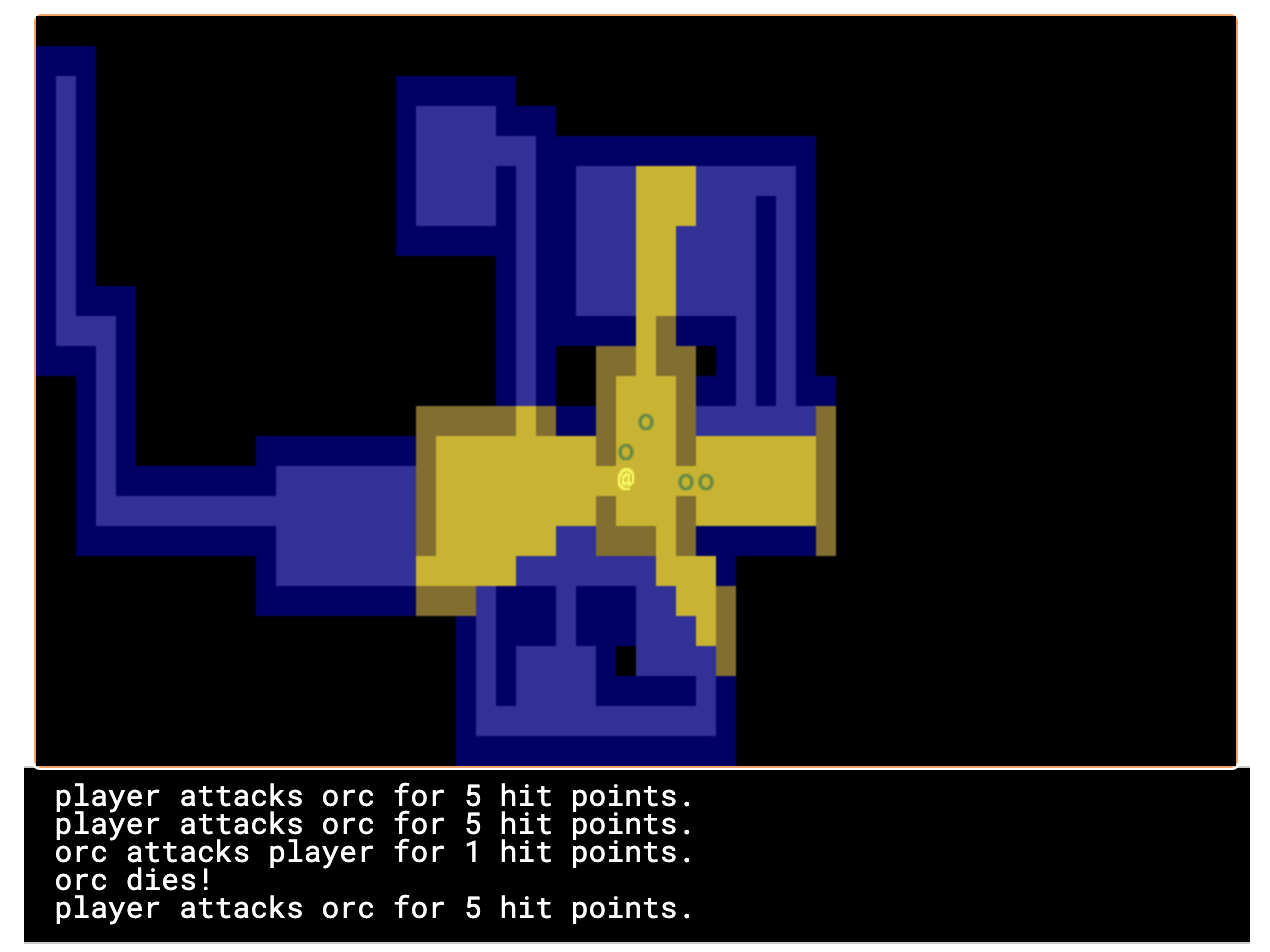 o
o
@ oo
player attacks orc for 5 hit points.
player attacks orc for 5 hit points.
orc attacks player for 1 hit points.
orc dies!
player attacks orc for 5 hit points.